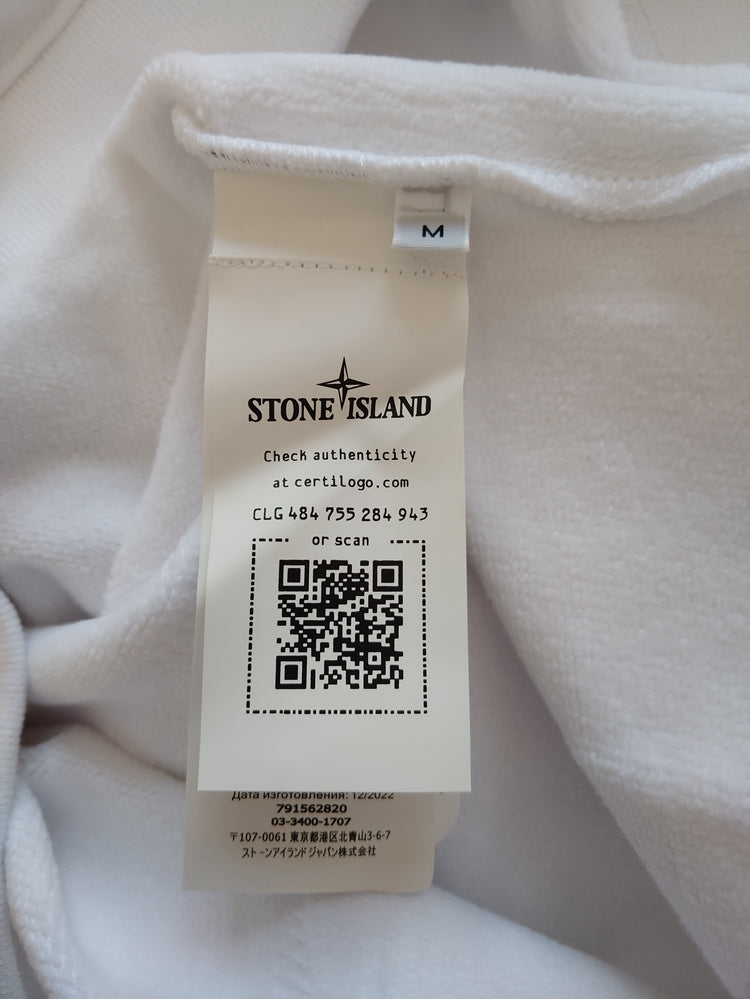 M
STONE ISLAND
Check authenticity
at certilogo.com
CLG 484 755 284 943
or scan
Дата изготовления: 12/2022
791562820
03-3400-1707
〒107-0061 東京都港区北青山3-6-7
ストーンアイランドジャパン株式会社